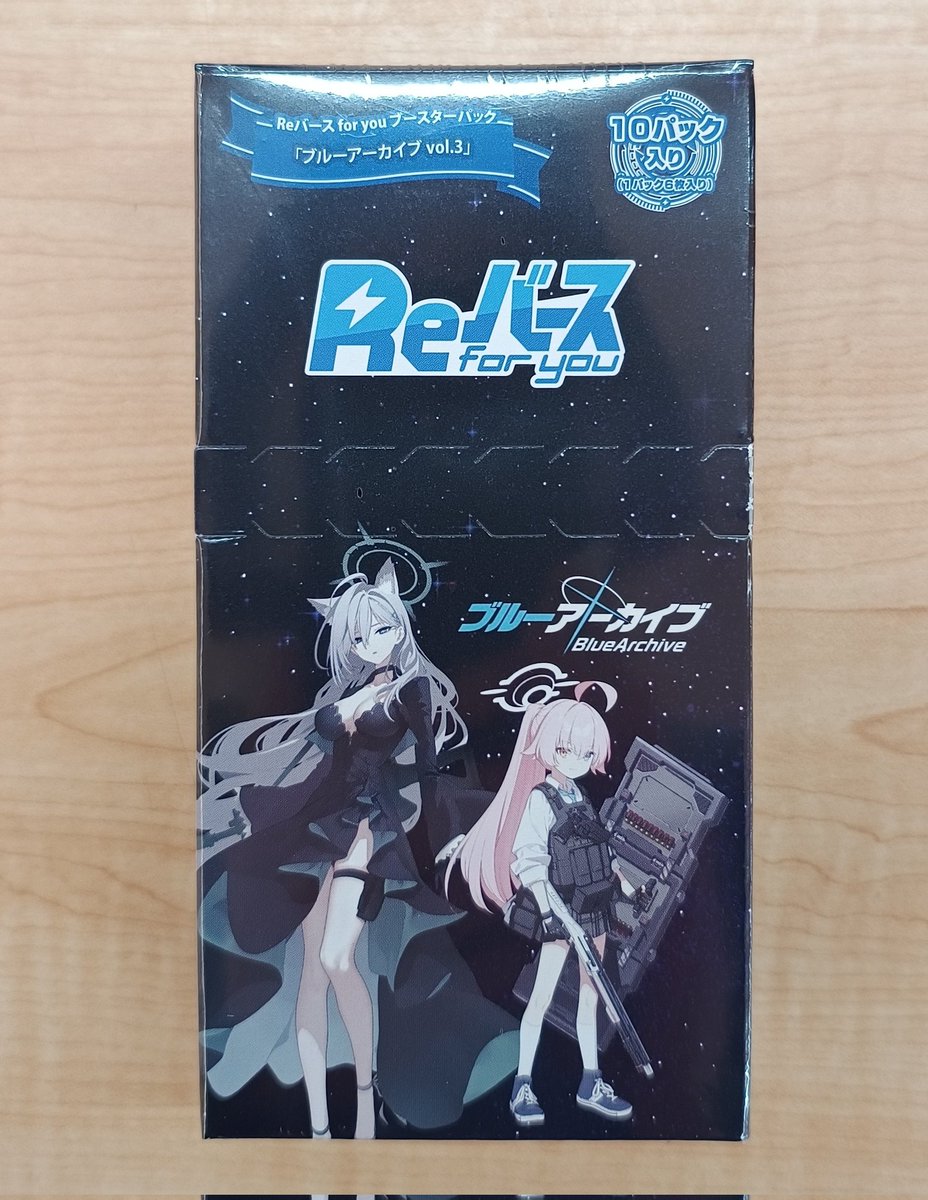 Reバース for you ブースターパック
「ブルーアーカイブ vol.3」
10パック
入り
(1パック6枚入り)
Reバース
for you
ブルーアーカイブ
BlueArchive